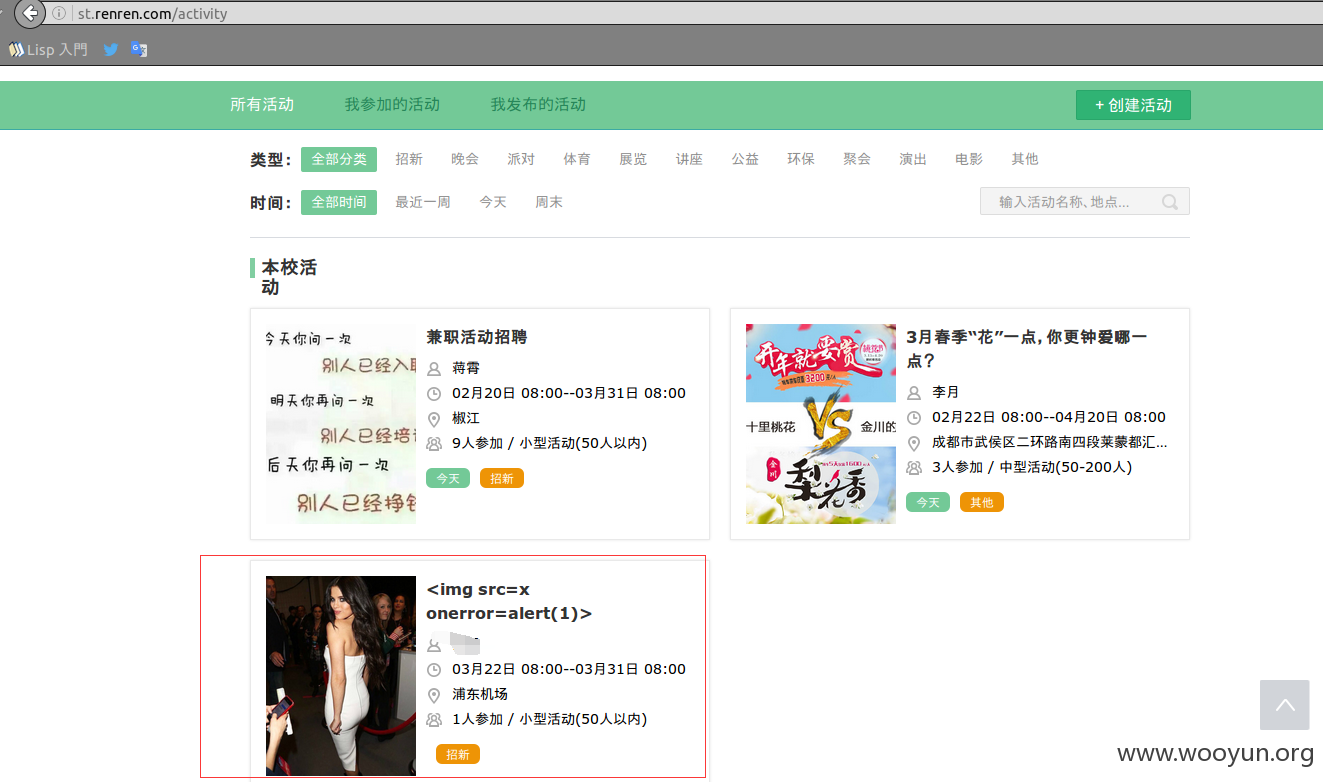 st.renren.com/activity
Lisp 入門
所有活动 我参加的活动 我发布的活动 + 创建活动
类型: 全部分类 招新 晚会 派对 体育 展览 讲座 公益 环保 聚会 演出 电影 其他
时间: 全部时间 最近一周 今天 周末 输入活动名称、地点...
本校活
动
今天你问一次
别人已经入职
明天你再问一次
别人已经培
后天你再问一次
别人已经挣钱
兼职活动招聘
蒋霄
02月20日 08:00--03月31日 08:00
椒江
9人参加 / 小型活动(50人以内)
今天 招新
开年就要赏
十里桃花 VS 金川的
金川
梨花香
3月春季“花”一点, 你更钟爱哪一
点?
李月
02月22日 08:00--04月20日 08:00
成都市武侯区二环路南四段莱蒙都汇...
3人参加 / 中型活动(50-200人)
今天 其他
<img src=x
onerror=alert(1)>
03月22日 08:00--03月31日 08:00
浦东机场
1人参加 / 小型活动(50人以内)
招新
www.wooyun.org